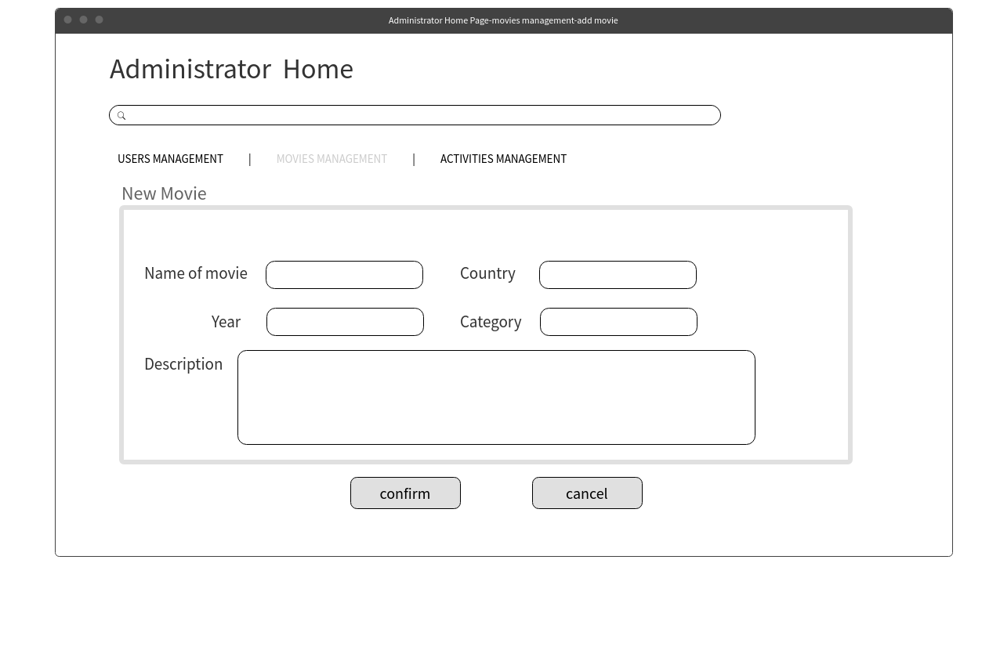 Administrator Home Page-movies management-add movie
Administrator Home
USERS MANAGEMENT | MOVIES MANAGEMENT | ACTIVITIES MANAGEMENT
New Movie
Name of movie Country
Year Category
Description
confirm cancel